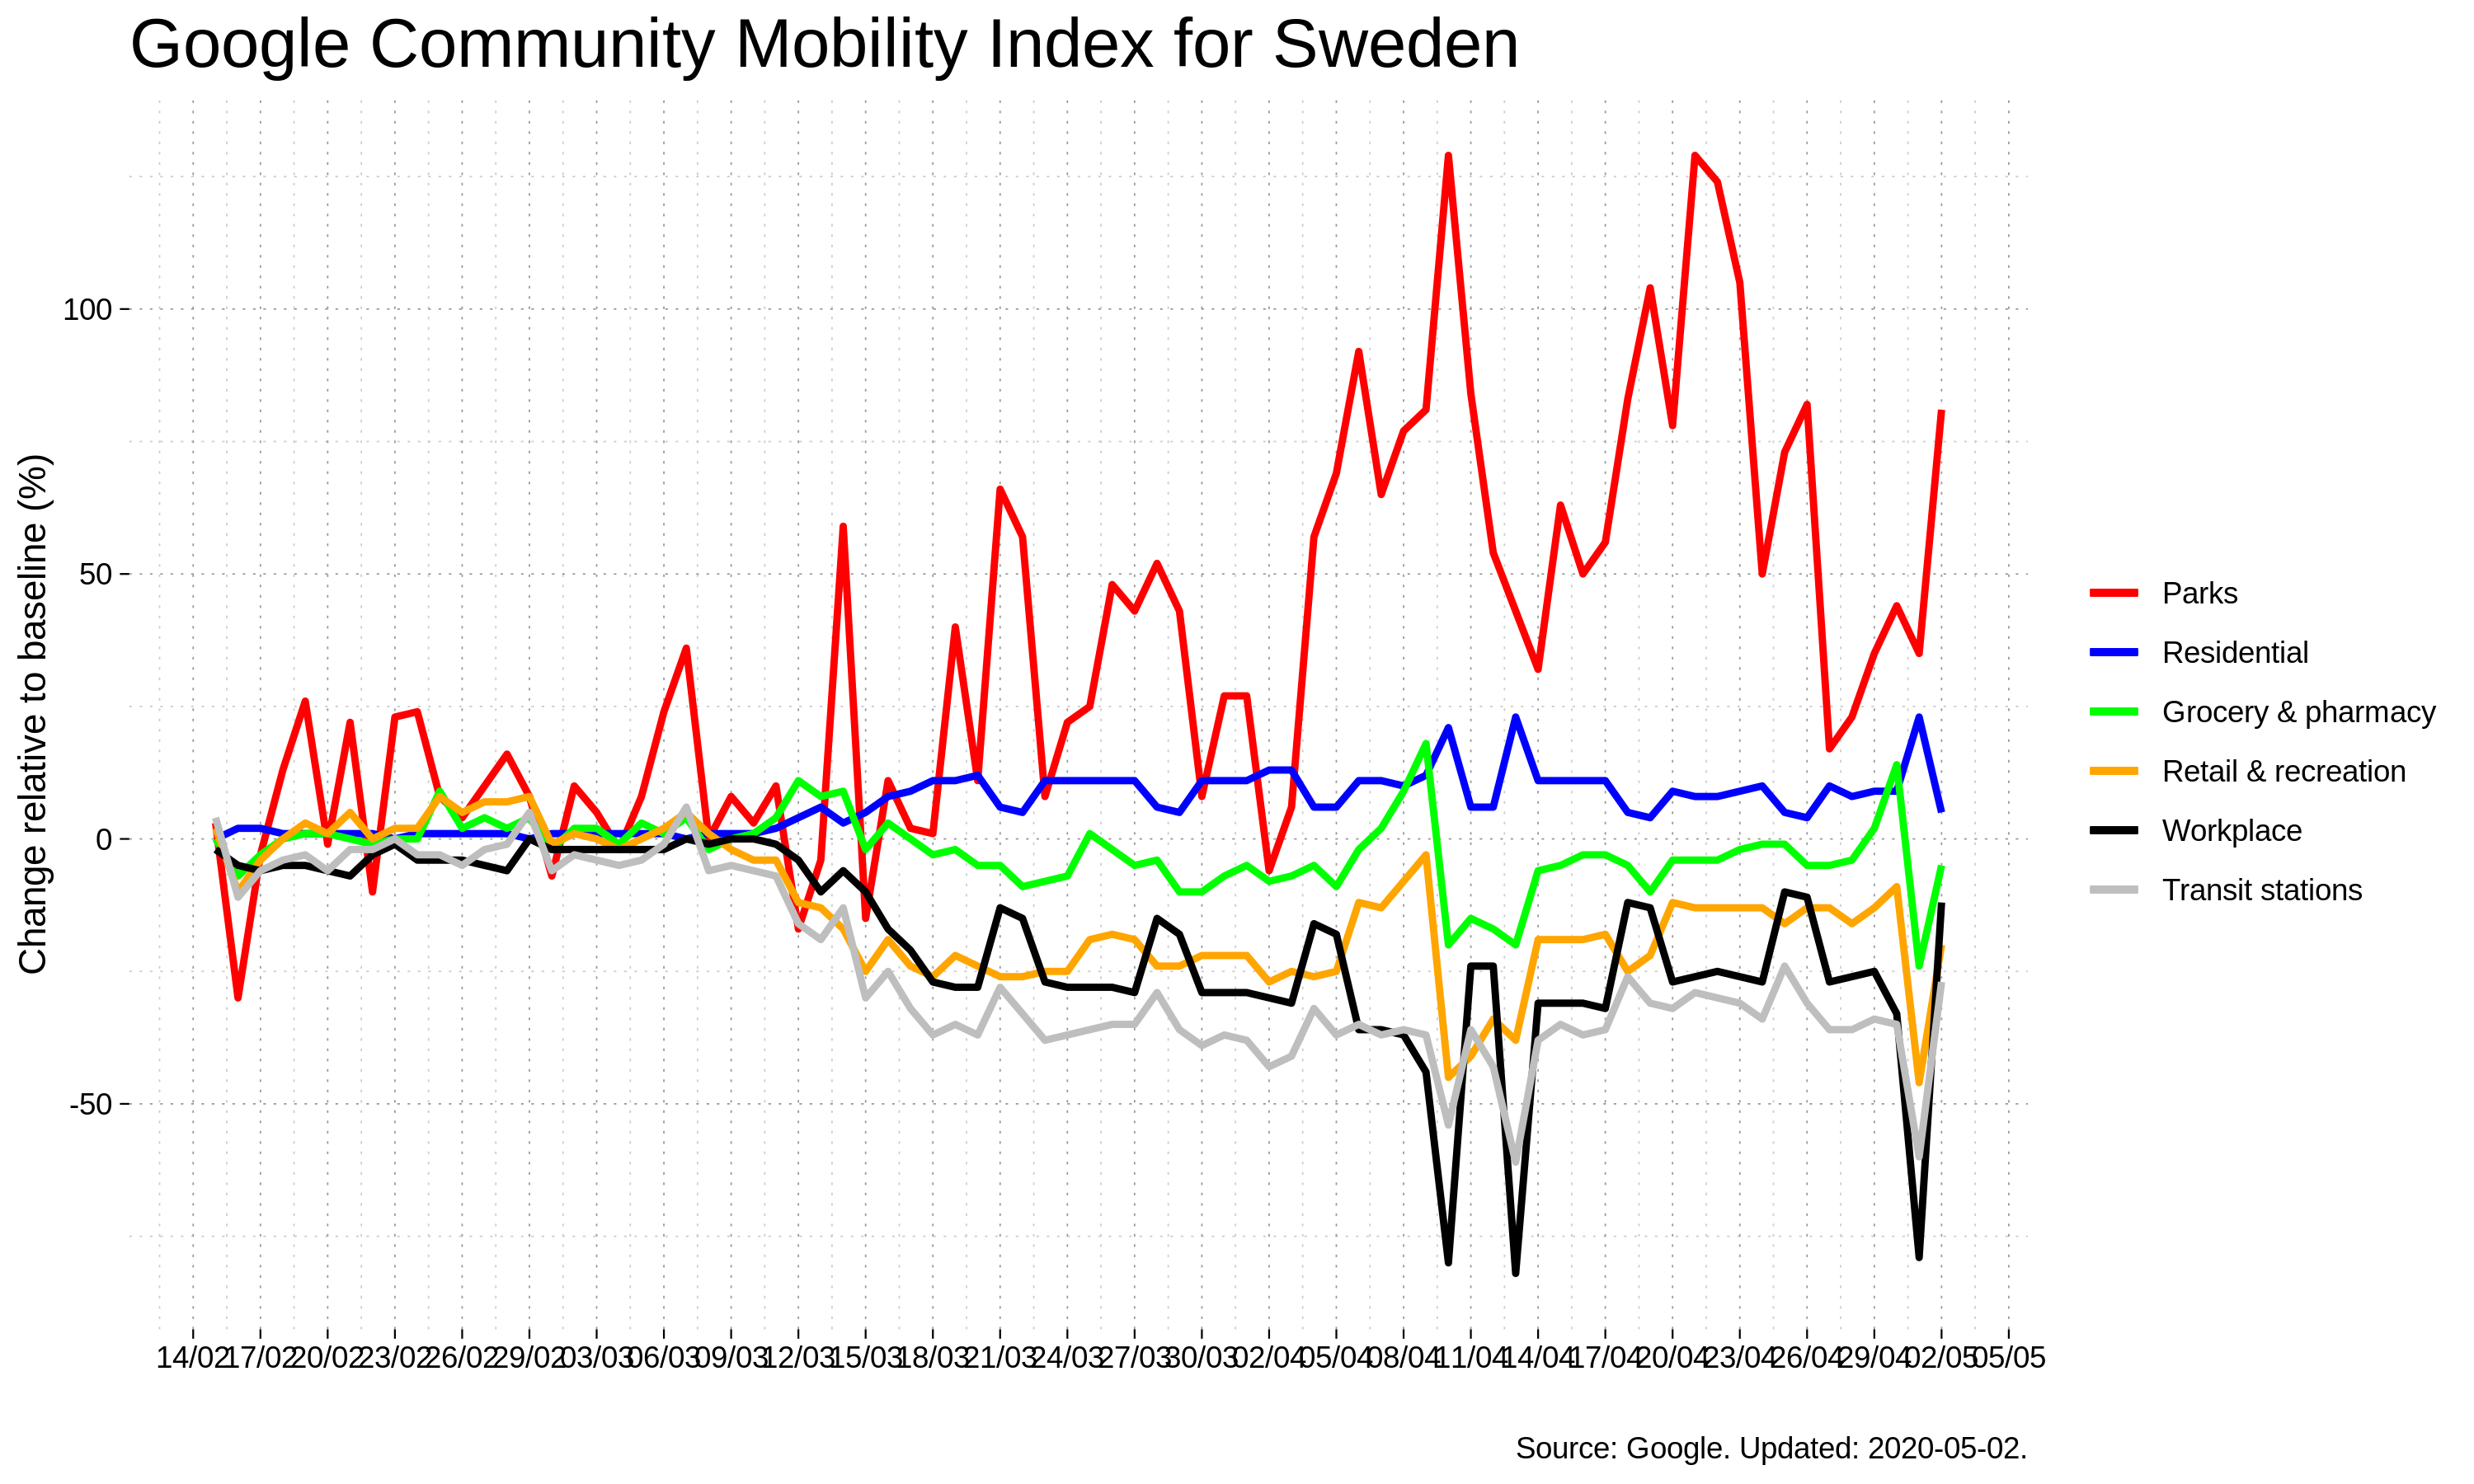 Google Community Mobility Index for Sweden
Change relative to baseline (%)
100
50
0
-50
Parks
Residential
Grocery & pharmacy
Retail & recreation
Workplace
Transit stations
14/02 17/02 20/02 23/02 26/02 29/02 03/03 06/03 09/03 12/03 15/03 18/03 21/03 24/03 27/03 30/03 02/04 05/04 08/04 11/04 14/04 17/04 20/04 23/04 26/04 29/04 02/05 05/05
Source: Google. Updated: 2020-05-02.